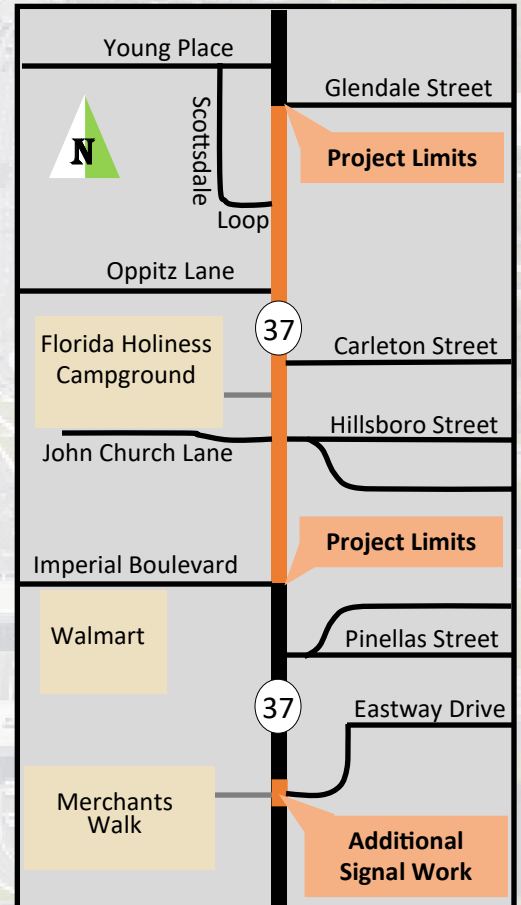 Young Place
Glendale Street
N
Scottsdale
Loop
Project Limits
Oppitz Lane
37
Florida Holiness
Campground
Carleton Street
Hillsboro Street
John Church Lane
Project Limits
Imperial Boulevard
Walmart
Pinellas Street
37
Eastway Drive
Merchants
Walk
Additional
Signal Work